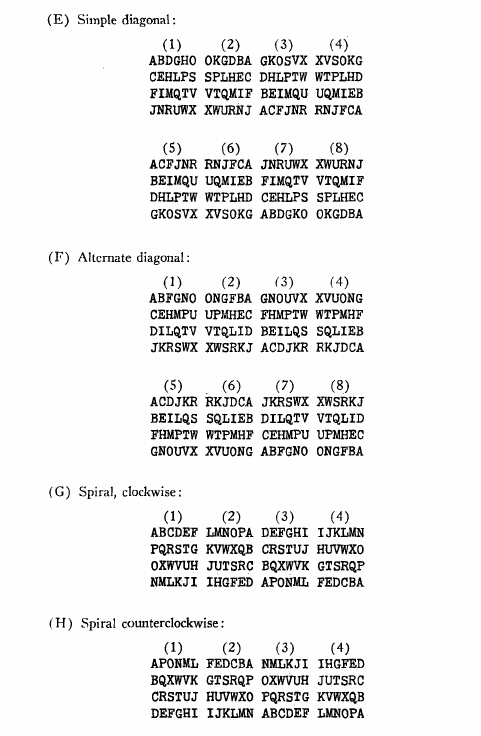 (E) Simple diagonal:
(1) (2) (3) (4)
ABDGHO OKGDBA GKOSVX XVSOKG
CEHLPS SPLHEC DHLPTW WTPLHD
FIMQTV VTQMIF BEIMQU UQMIEB
JNRUWX XWURNJ ACFJNR RNJFCA
(5) (6) (7) (8)
ACFJNR RNJFCA JNRUWX XWURNJ
BEIMQU UQMIEB FIMQTV VTQMIF
DHLPTW WTPLHD CEHLPS SPLHEC
GKOSVX XVSOKG ABDGKO OKGDBA
(F) Alternate diagonal:
(1) (2) (3) (4)
ABFGNO ONGFBA GNOUVX XVUONG
CEHMPU UPMHEC FHMPTW WTPMHF
DILQTV VTQLID BEILQS SQLIEB
JKRSWX XWSRKJ ACDJKR RKJDCA
(5) (6) (7) (8)
ACDJKR RKJDCA JKRSWX XWSRKJ
BEILQS SQLIEB DILQTV VTQLID
FHMPTW WTPMHF CEHMPU UPMHEC
GNOUVX XVUONG ABFGNO ONGFBA
(G) Spiral, clockwise:
(1) (2) (3) (4)
ABCDEF LMNOPA DEFGHI IJKLMN
PQRSTG KVWXQB CRSTUJ HUVWXO
OXWVUH JUTSRC BQXWVK GTSRQP
NMLKJI IHGFED APONML FEDCBA
(H) Spiral counterclockwise:
(1) (2) (3) (4)
APONML FEDCBA NMLKJI IHGFED
BQXWVK GTSRQP OXWVUH JUTSRC
CRSTUJ HUVWXO PQRSTG KVWXQB
DEFGHI IJKLMN ABCDEF LMNOPA